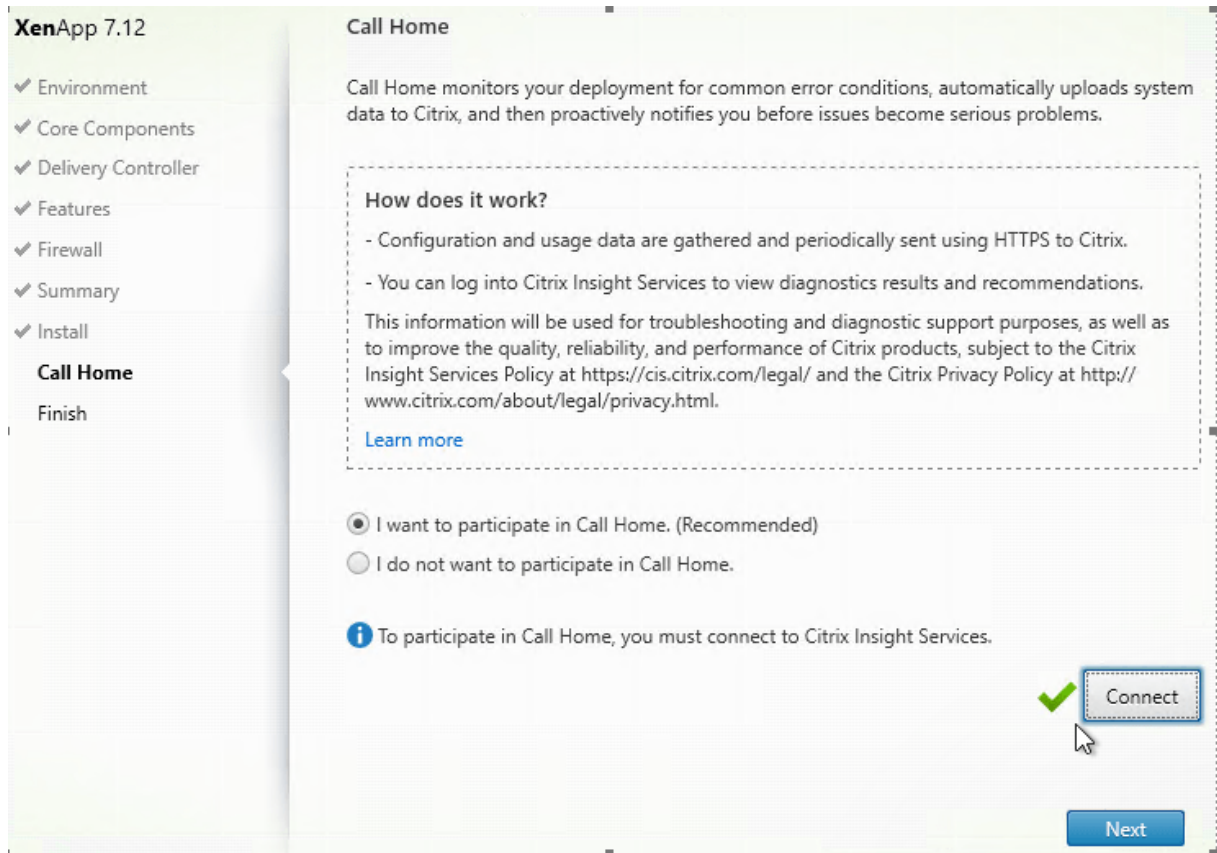 XenApp 7.12
Environment
Core Components
Delivery Controller
Features
Firewall
Summary
Install
Call Home
Finish
Call Home
Call Home monitors your deployment for common error conditions, automatically uploads system
data to Citrix, and then proactively notifies you before issues become serious problems.
How does it work?
- Configuration and usage data are gathered and periodically sent using HTTPS to Citrix.
- You can log into Citrix Insight Services to view diagnostics results and recommendations.
This information will be used for troubleshooting and diagnostic support purposes, as well as
to improve the quality, reliability, and performance of Citrix products, subject to the Citrix
Insight Services Policy at https://cis.citrix.com/legal/ and the Citrix Privacy Policy at http://
www.citrix.com/about/legal/privacy.html.
Learn more
I want to participate in Call Home. (Recommended)
I do not want to participate in Call Home.
To participate in Call Home, you must connect to Citrix Insight Services.
Connect
Next